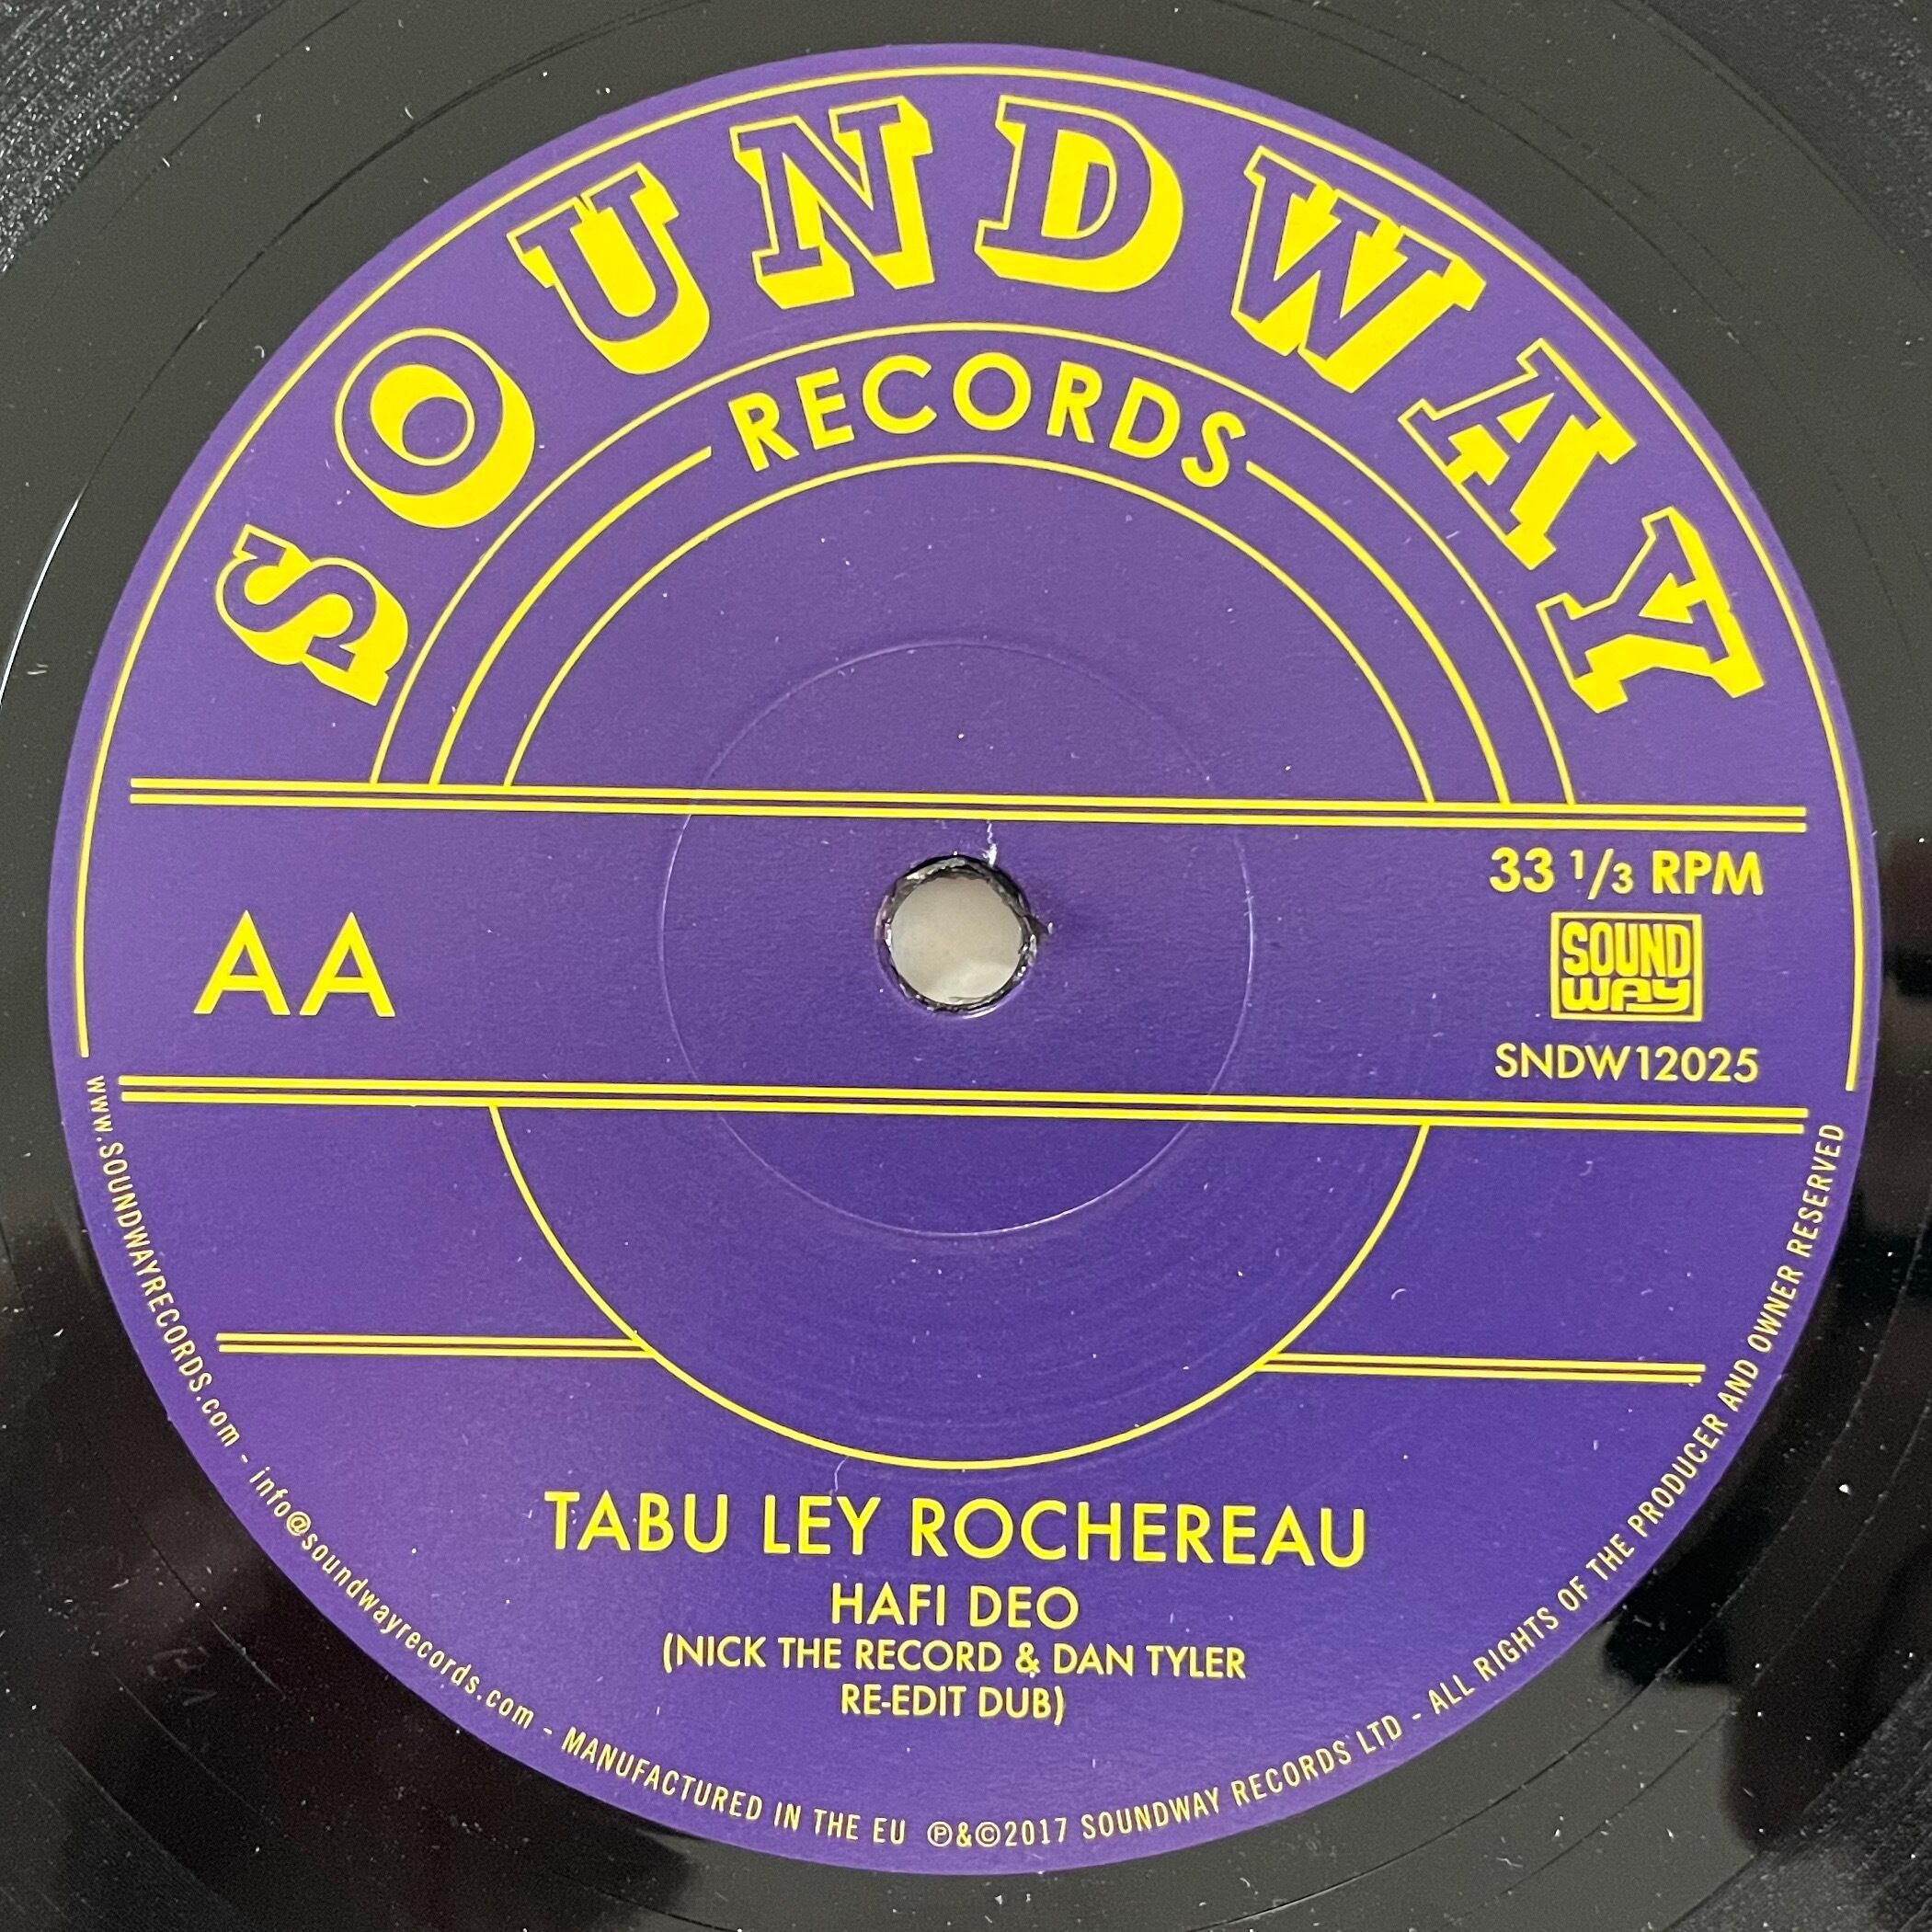 SOUNDWAY
RECORDS
AA
33 1/3 RPM
SOUND
WAY
SNDW12025
TABU LEY ROCHEREAU
HAFI DEO
(NICK THE RECORD & DAN TYLER
RE-EDIT DUB)
www.SOUNDWAYRECORDS.com - info@soundwayrecords.com - MANUFACTURED IN THE EU ℗&©2017 SOUNDWAY RECORDS LTD - ALL RIGHTS OF THE PRODUCER AND OWNER RESERVED